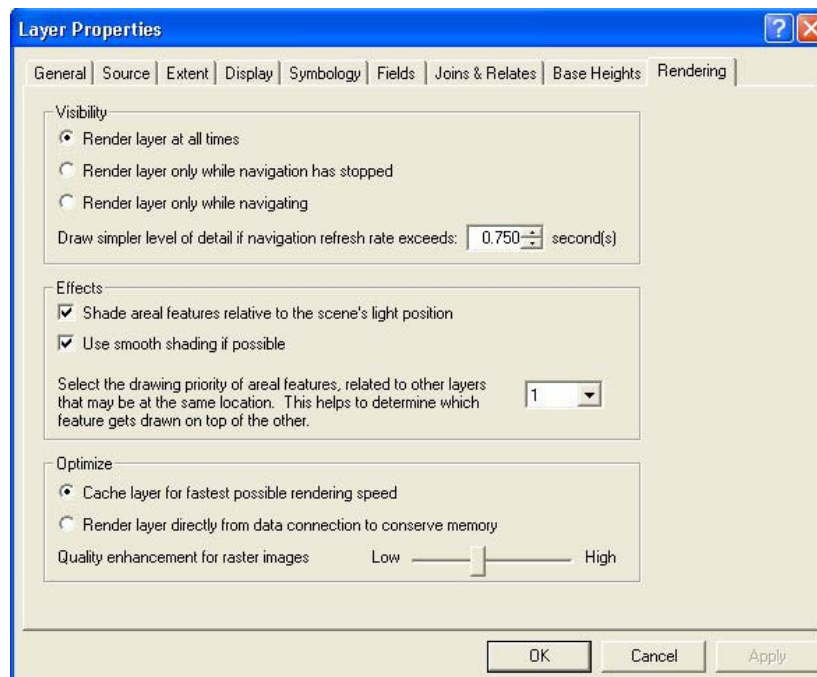 Layer Properties
General Source Extent Display Symbology Fields Joins & Relates Base Heights Rendering
Visibility
Render layer at all times
Render layer only while navigation has stopped
Render layer only while navigating
Draw simpler level of detail if navigation refresh rate exceeds: 0.750 second(s)
Effects
Shade areal features relative to the scene's light position
Use smooth shading if possible
Select the drawing priority of areal features, related to other layers
that may be at the same location. This helps to determine which
feature gets drawn on top of the other.
1
Optimize
Cache layer for fastest possible rendering speed
Render layer directly from data connection to conserve memory
Quality enhancement for raster images Low High
OK Cancel Apply